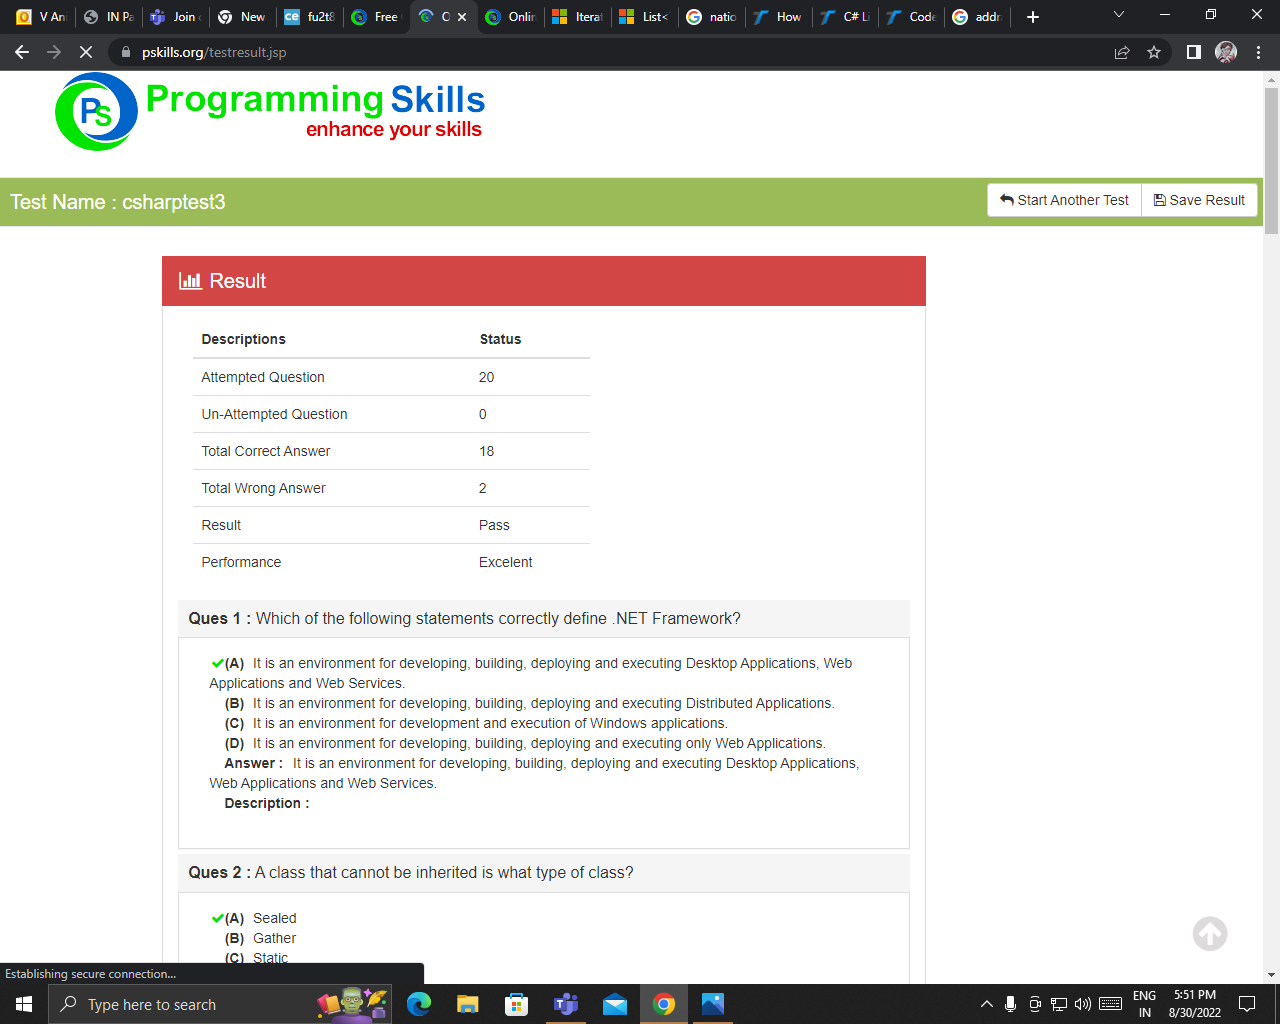 V Ani
IN Pa
Join
New
ce fu2t8
Free
C
Onlin
Iterat
List<
natio
How
C# Li
Code
addr
pskills.org/testresult.jsp
PS
Programming Skills
enhance your skills
Test Name : csharptest3
Start Another Test
Save Result
Result
Descriptions Status
Attempted Question 20
Un-Attempted Question 0
Total Correct Answer 18
Total Wrong Answer 2
Result Pass
Performance Excelent
Ques 1 : Which of the following statements correctly define .NET Framework?
(A) It is an environment for developing, building, deploying and executing Desktop Applications, Web
Applications and Web Services.
(B) It is an environment for developing, building, deploying and executing Distributed Applications.
(C) It is an environment for development and execution of Windows applications.
(D) It is an environment for developing, building, deploying and executing only Web Applications.
Answer : It is an environment for developing, building, deploying and executing Desktop Applications,
Web Applications and Web Services.
Description :
Ques 2 : A class that cannot be inherited is what type of class?
(A) Sealed
(B) Gather
(C) Static
Establishing secure connection...
Type here to search
ENG
IN
5:51 PM
8/30/2022